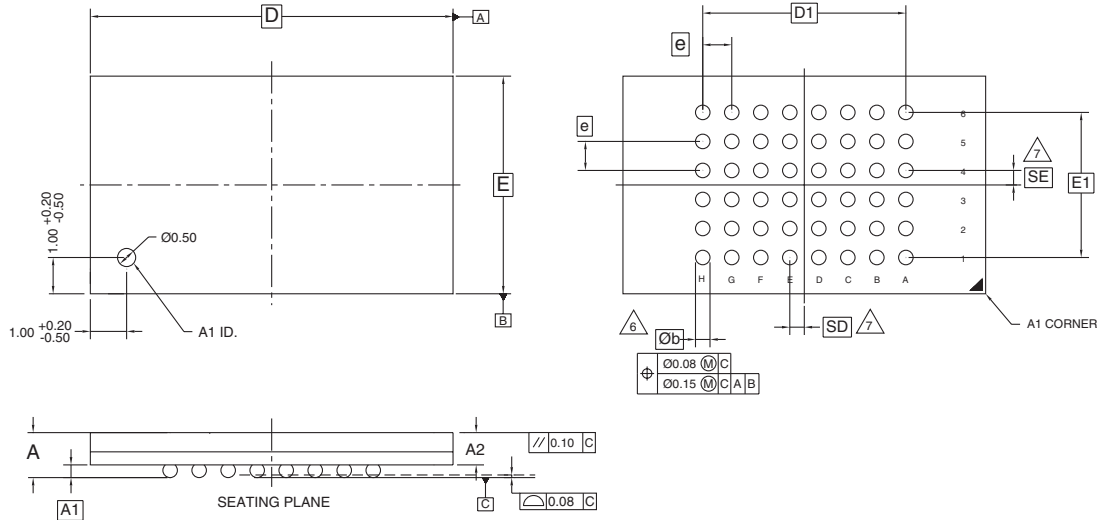 D
A
D1
e
6
5
4
3
2
1
e
7
SE
E1
E
1.00 +0.20 -0.50
Ø0.50
A1 ID.
1.00 +0.20 -0.50
B
H G F E D C B A
A1 CORNER
6
Øb
SD
7
Ø0.08 M C
Ø0.15 M C A B
A
A2
// 0.10 C
A1
SEATING PLANE
C
0.08 C